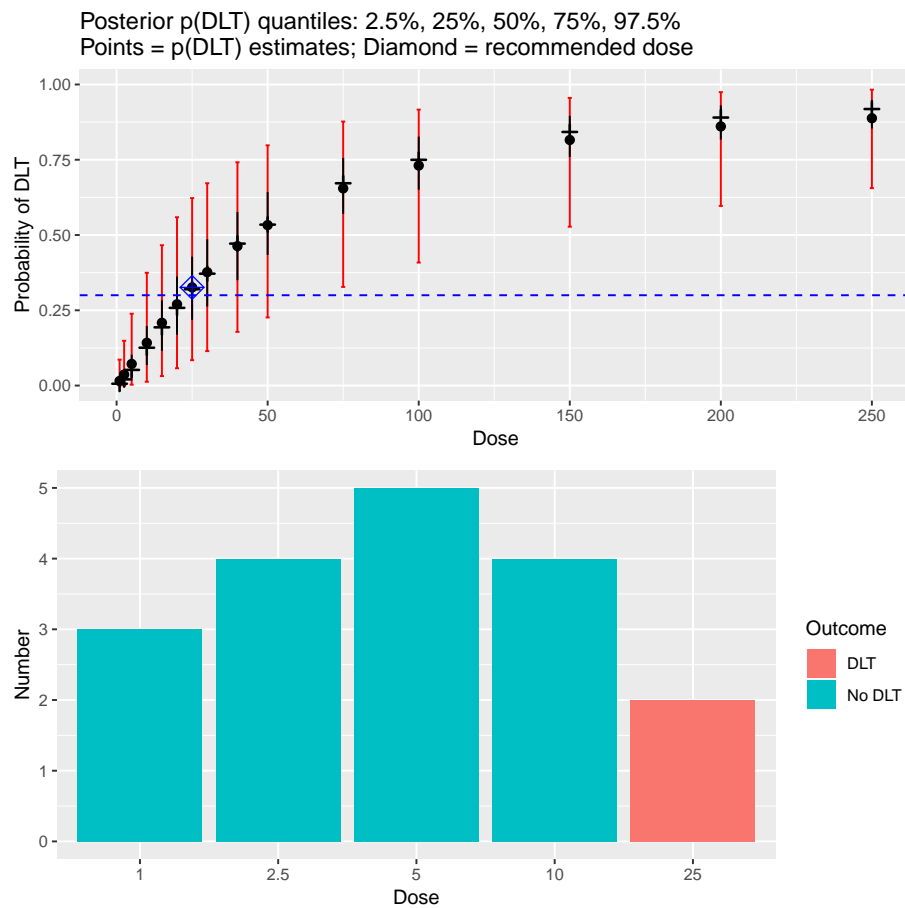 Posterior p(DLT) quantiles: 2.5%, 25%, 50%, 75%, 97.5%
Points = p(DLT) estimates; Diamond = recommended dose
1.00
0.75
0.50
0.25
0.00
Probability of DLT
0 50 100 150 200 250
Dose
5
4
3
2
1
0
Number
1 2.5 5 10 25
Dose
Outcome
DLT
No DLT